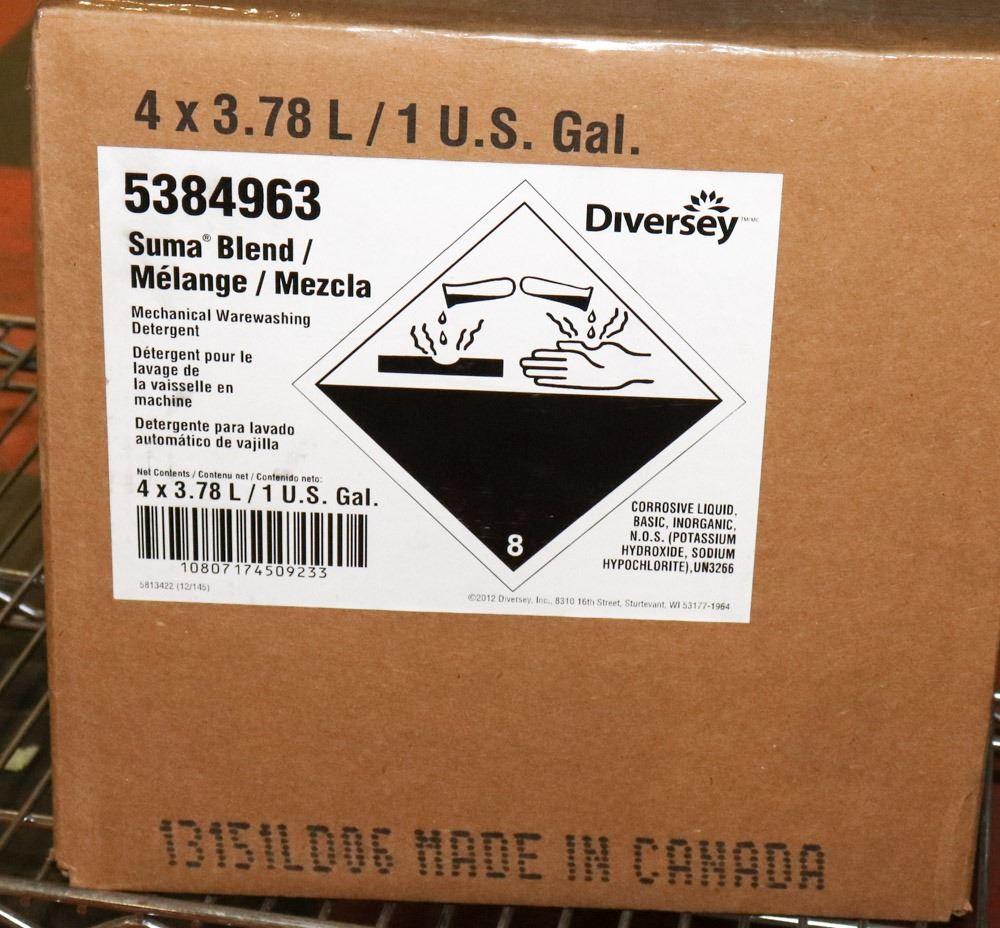 4 x 3.78 L / 1 U.S. Gal.
5384963
Suma® Blend /
Mélange / Mezcla
Mechanical Warewashing
Detergent
Détergent pour le
lavage de
la vaisselle en
machine
Detergente para lavado
automático de vajilla
Net Contents / Contenu net / Contenido neto:
4 x 3.78 L / 1 U.S. Gal.
10807174509233
5813422 (12/145)
Diversey TM/MC
8
CORROSIVE LIQUID,
BASIC, INORGANIC,
N.O.S. (POTASSIUM
HYDROXIDE, SODIUM
HYPOCHLORITE),UN3266
©2012 Diversey, Inc., 8310 16th Street, Sturtevant, WI 53177-1964
13151LD06 MADE IN CANADA